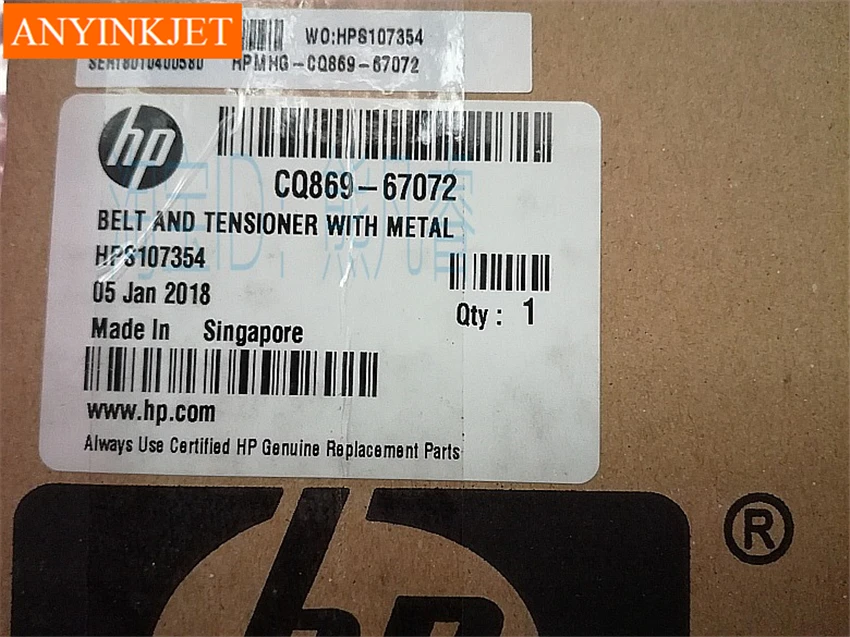 ANYINKJET
WO:HPS107354
SER18010400580 HPMHG-CQ869-67072
hp
CQ869-67072
BELT AND TENSIONER WITH METAL
HPS107354
05 Jan 2018
Qty : 1
Made In Singapore
www.hp.com
Always Use Certified HP Genuine Replacement Parts
hp ®